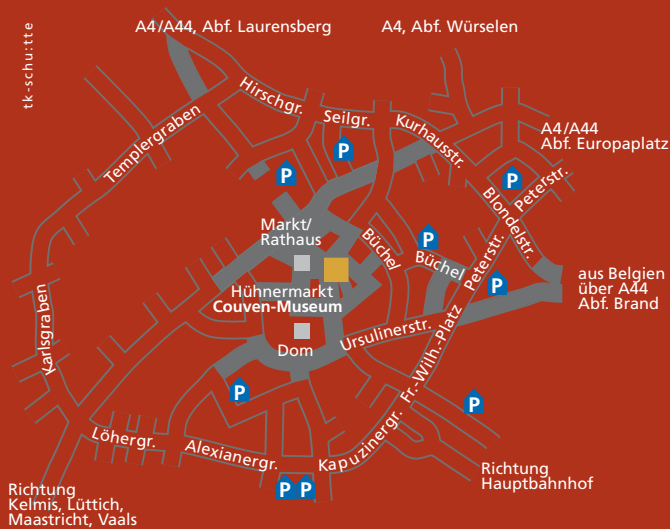 tk-schu:tte
A4/A44, Abf. Laurensberg
A4, Abf. Würselen
Hirschgr.
Seilgr.
Kurhausstr.
Templergraben
A4/A44
Abf. Europaplatz
P
P
P
Peterstr.
Blondelstr.
Markt/
Rathaus
Büchel
P
Büchel
Peterstr.
P
aus Belgien
über A44
Abf. Brand
Hühnermarkt
Couven-Museum
Karlsgraben
Dom
Ursulinerstr.
Fr.-Wilh.-Platz
P
P
Löhergr.
Alexianergr.
Kapuzinergr.
Richtung
Hauptbahnhof
P P
Richtung
Kelmis, Lüttich,
Maastricht, Vaals